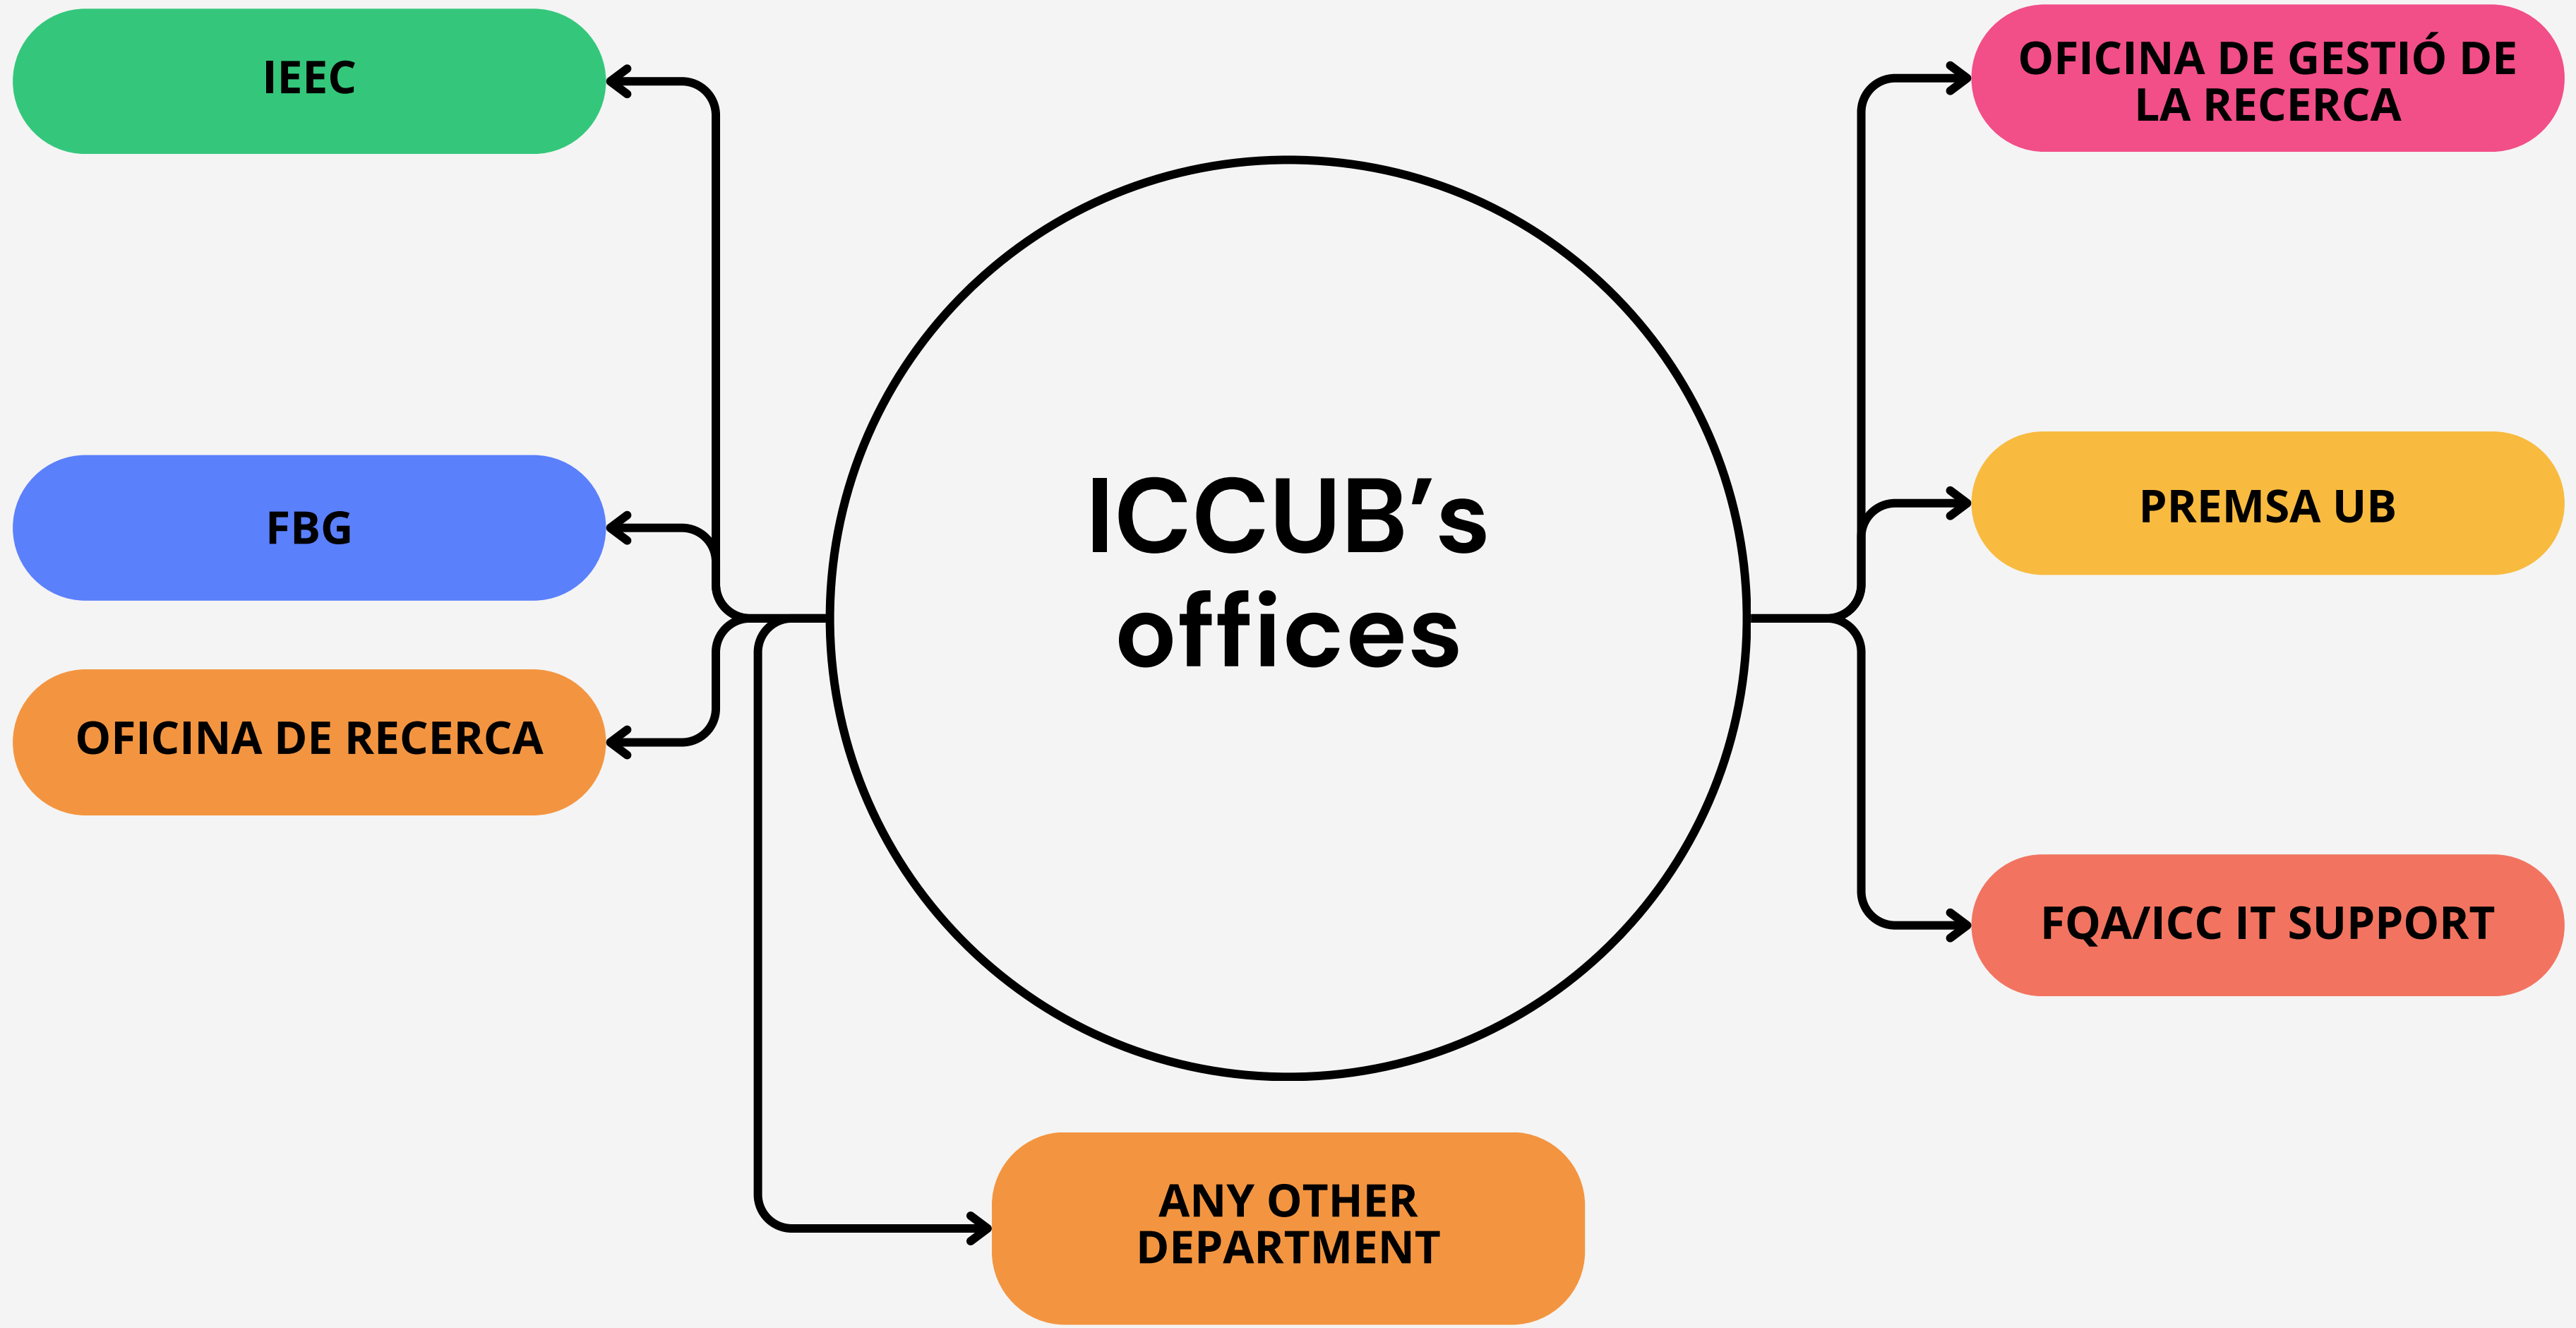 IEEC
FBG
OFICINA DE RECERCA
ICCUB’s
offices
ANY OTHER
DEPARTMENT
OFICINA DE GESTIÓ DE
LA RECERCA
PREMSA UB
FQA/ICC IT SUPPORT